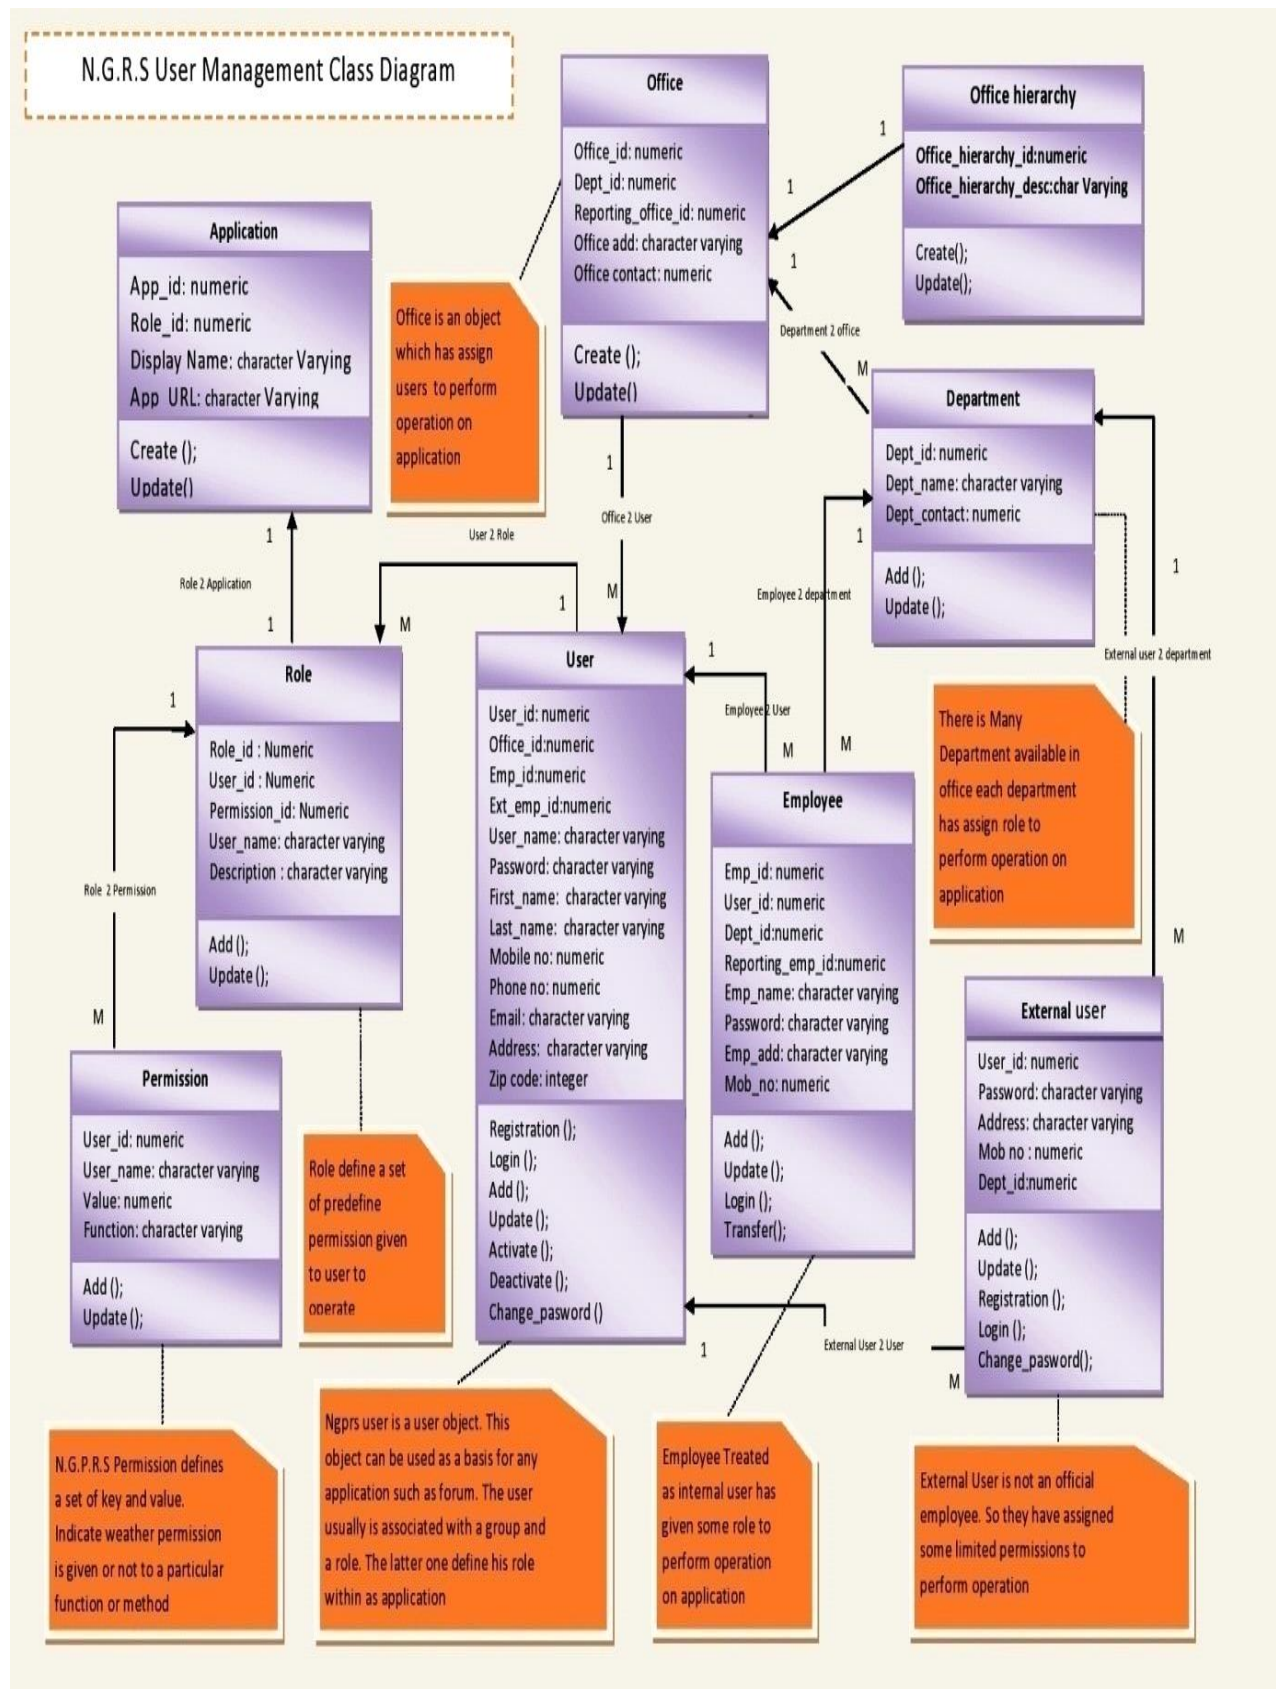 N.G.R.S User Management Class Diagram
Office
Office_id: numeric
Dept_id: numeric
Reporting_office_id: numeric
Office add: character varying
Office contact: numeric
Create ();
Update()
Office hierarchy
Office_hierarchy_id:numeric
Office_hierarchy_desc:char Varying
Create();
Update();
1
1
1
Department 2 office
M
Application
App_id: numeric
Role_id: numeric
Display Name: character Varying
App_URL: character Varying
Create ();
Update()
Office is an object
which has assign
users to perform
operation on
application
Department
Dept_id: numeric
Dept_name: character varying
Dept_contact: numeric
Add ();
Update ();
1
Office 2 User
M
User 2 Role
1
M
1
Role 2 Application
1
1
Employee 2 department
M
1
External user 2 department
M
Role
Role_id : Numeric
User_id : Numeric
Permission_id: Numeric
User_name: character varying
Description : character varying
Add ();
Update ();
User
User_id: numeric
Office_id:numeric
Emp_id:numeric
Ext_emp_id:numeric
User_name: character varying
Password: character varying
First_name: character varying
Last_name: character varying
Mobile no: numeric
Phone no: numeric
Email: character varying
Address: character varying
Zip code: integer
Registration ();
Login ();
Add ();
Update ();
Activate ();
Deactivate ();
Change_pasword ()
1
Employee 2 User
M
Employee
Emp_id: numeric
User_id: numeric
Dept_id:numeric
Reporting_emp_id:numeric
Emp_name: character varying
Password: character varying
Emp_add: character varying
Mob_no: numeric
Add ();
Update ();
Login ();
Transfer();
There is Many
Department available in
office each department
has assign role to
perform operation on
application
External user
User_id: numeric
Password: character varying
Address: character varying
Mob no : numeric
Dept_id:numeric
Add ();
Update ();
Registration ();
Login ();
Change_pasword();
1
Role 2 Permission
M
Permission
User_id: numeric
User_name: character varying
Value: numeric
Function: character varying
Add ();
Update ();
Role define a set
of predefine
permission given
to user to
operate
1
External User 2 User
M
N.G.P.R.S Permission defines
a set of key and value.
Indicate weather permission
is given or not to a particular
function or method
Ngprs user is a user object. This
object can be used as a basis for any
application such as forum. The user
usually is associated with a group and
a role. The latter one define his role
within as application
Employee Treated
as internal user has
given some role to
perform operation
on application
External User is not an official
employee. So they have assigned
some limited permissions to
perform operation